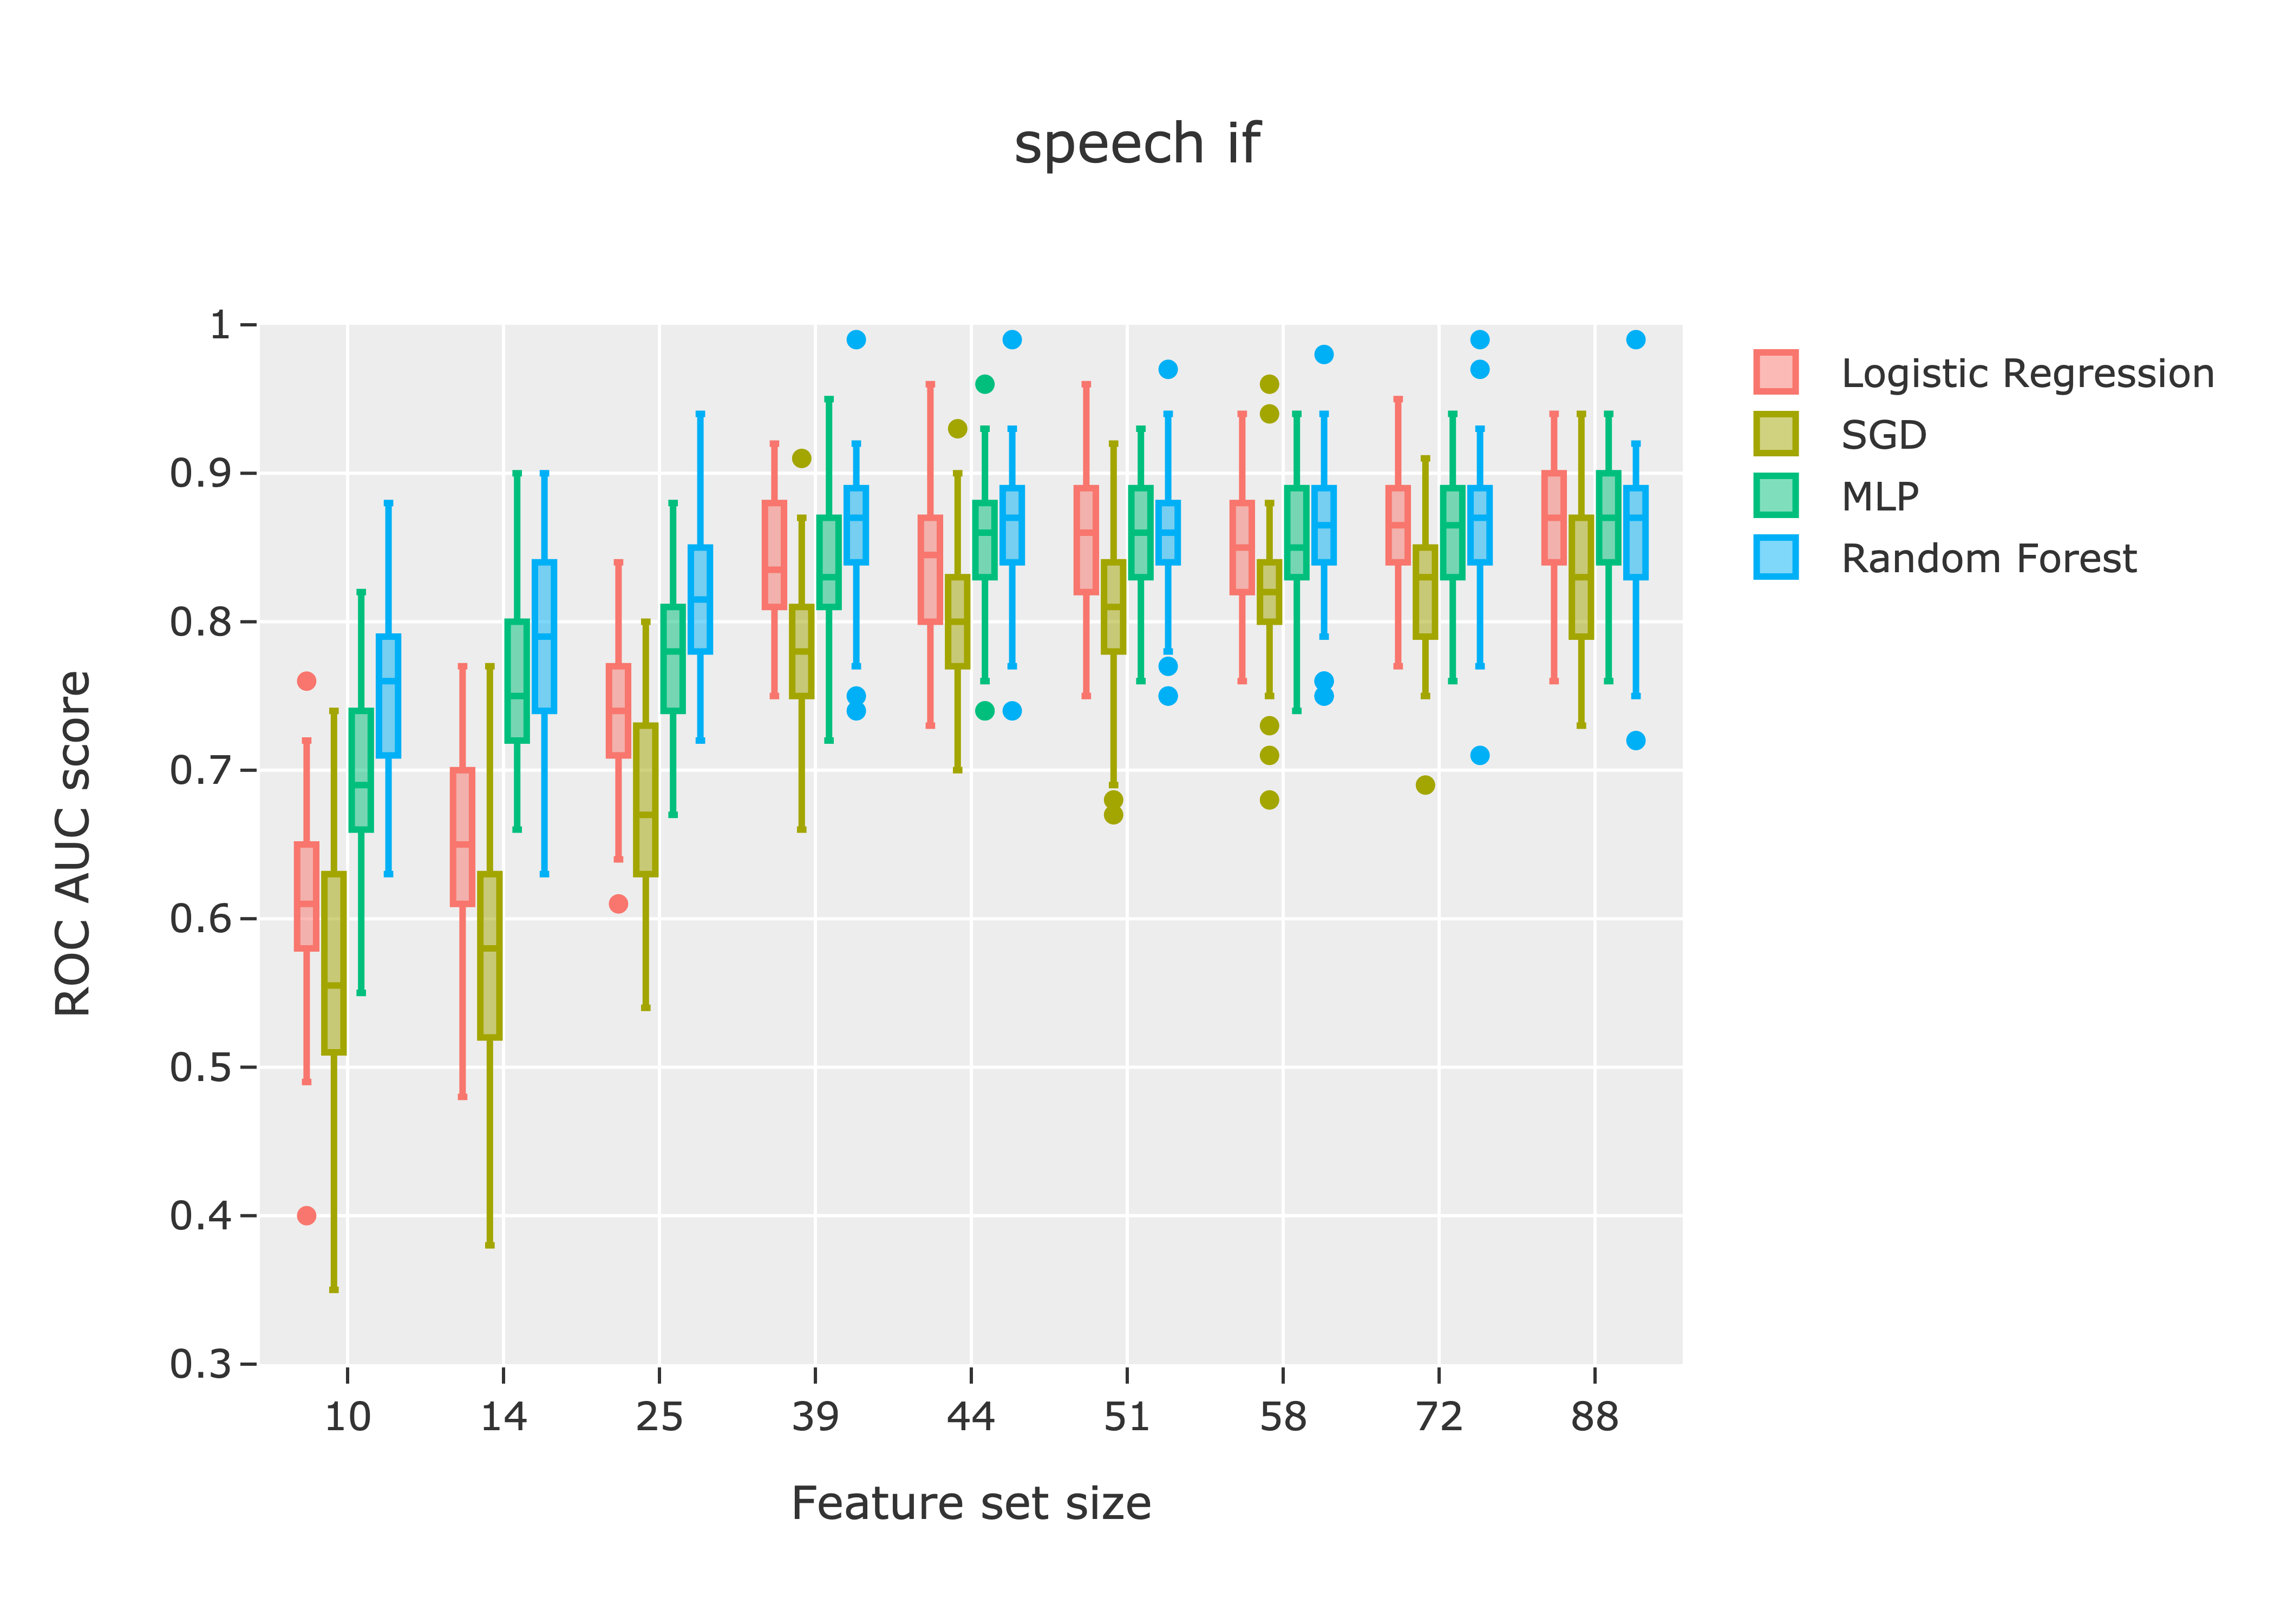 speech if
1
0.9
0.8
0.7
0.6
0.5
0.4
0.3
ROC AUC score
10 14 25 39 44 51 58 72 88
Feature set size
Logistic Regression
SGD
MLP
Random Forest